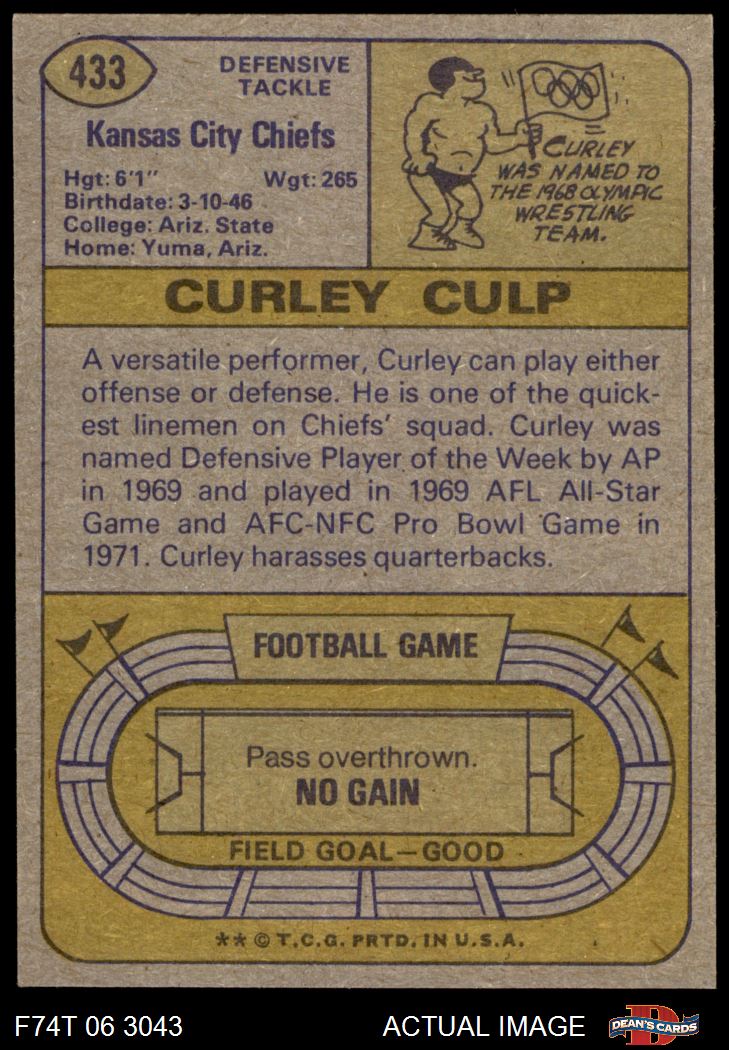 433
DEFENSIVE
TACKLE
Kansas City Chiefs
Hgt: 6'1" Wgt: 265
Birthdate: 3-10-46
College: Ariz. State
Home: Yuma, Ariz.
CURLEY
WAS NAMED TO
THE 1968 OLYMPIC
WRESTLING
TEAM.
CURLEY CULP
A versatile performer, Curley can play either
offense or defense. He is one of the quick-
est linemen on Chiefs' squad. Curley was
named Defensive Player of the Week by AP
in 1969 and played in 1969 AFL All-Star
Game and AFC-NFC Pro Bowl Game in
1971. Curley harasses quarterbacks.
FOOTBALL GAME
Pass overthrown.
NO GAIN
FIELD GOAL—GOOD
** © T.C.G. PRTD. IN U.S.A.
F74T 06 3043
ACTUAL IMAGE
D
DEAN'S CARDS